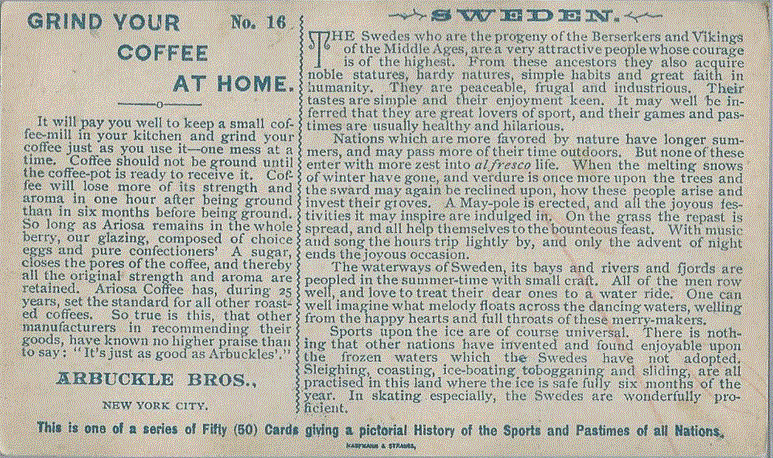 GRIND YOUR No. 16
COFFEE
AT HOME.
It will pay you well to keep a small cof-
fee-mill in your kitchen and grind your
coffee just as you use it—one mess at a
time. Coffee should not be ground until
the coffee-pot is ready to receive it. Cof-
fee will lose more of its strength and
aroma in one hour after being ground
than in six months before being ground.
So long as Ariosa remains in the whole
berry, our glazing, composed of choice
eggs and pure confectioners' A sugar,
closes the pores of the coffee, and thereby
all the original strength and aroma are
retained. Ariosa Coffee has, during 25
years, set the standard for all other roast-
ed coffees. So true is this, that other
manufacturers in recommending their
goods, have known no higher praise than
to say: "It's just as good as Arbuckles'."
ARBUCKLE BROS.,
NEW YORK CITY.
SWEDEN.
THE Swedes who are the progeny of the Berserkers and Vikings
of the Middle Ages, are a very attractive people whose courage
is of the highest. From these ancestors they also acquire
noble statures, hardy natures, simple habits and great faith in
humanity. They are peaceable, frugal and industrious. Their
tastes are simple and their enjoyment keen. It may well be in-
ferred that they are great lovers of sport, and their games and pas-
times are usually healthy and hilarious.
Nations which are more favored by nature have longer sum-
mers, and may pass more of their time outdoors. But none of these
enter with more zest into al fresco life. When the melting snows
of winter have gone, and verdure is once more upon the trees and
the sward may again be reclined upon, how these people arise and
invest their groves. A May-pole is erected, and all the joyous fes-
tivities it may inspire are indulged in. On the grass the repast is
spread, and all help themselves to the bounteous feast. With music
and song the hours trip lightly by, and only the advent of night
ends the joyous occasion.
The waterways of Sweden, its bays and rivers and fjords are
peopled in the summer-time with small craft. All of the men row
well, and love to treat their dear ones to a water ride. One can
well imagine what melody floats across the dancing waters, welling
from the happy hearts and full throats of these merry-makers.
Sports upon the ice are of course universal. There is noth-
ing that other nations have invented and found enjoyable upon
the frozen waters which the Swedes have not adopted.
Sleighing, coasting, ice-boating, tobogganing and sliding, are all
practised in this land where the ice is safe fully six months of the
year. In skating especially, the Swedes are wonderfully pro-
ficient.
This is one of a series of Fifty (50) Cards giving a pictorial History of the Sports and Pastimes of all Nations.
KAUFMANN & STRAUSS,